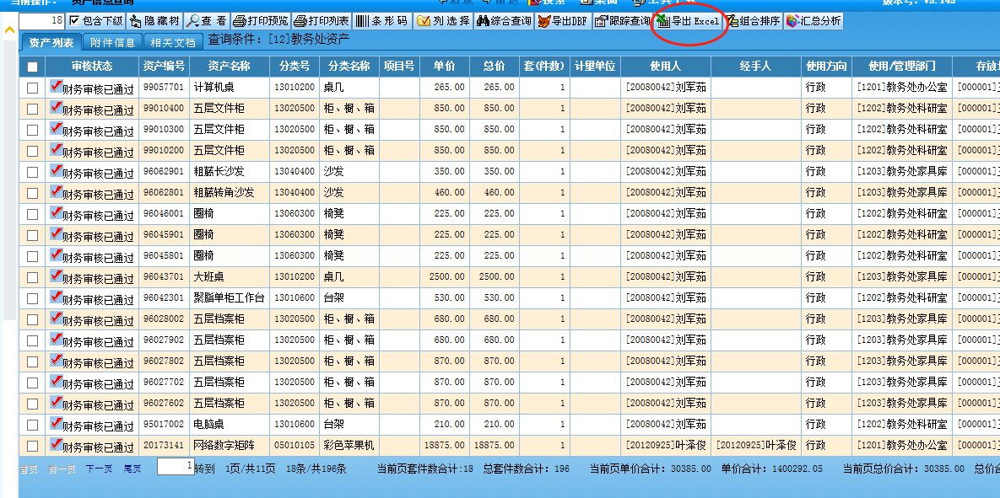 当前操作: 资产信息查询 后退 前进 搜索 桌面 工具 版本号: V5.145
18 包含下级 隐 藏 树 查 看 打印预览 打印列表 条 形 码 列 选 择 综合查询 导出DBF 跟踪查询 导出 Excel 组合排序 汇总分析
资产列表 附件信息 相关文档 查询条件: [12]教务处资产
审核状态 资产编号 资产名称 分类号 分类名称 项目号 单价 总价 套(件数) 计量单位 使用人 经手人 使用方向 使用/管理部门 存放
财务审核已通过 99057701 计算机桌 13010200 桌几 265.00 265.00 1 [20080042]刘军茹 行政 [1201]教务处办公室 [000001]
财务审核已通过 99010400 五层文件柜 13020500 柜、橱、箱 850.00 850.00 1 [20080042]刘军茹 行政 [1202]教务处科研室 [000001]
财务审核已通过 99010300 五层文件柜 13020500 柜、橱、箱 850.00 850.00 1 [20080042]刘军茹 行政 [1202]教务处科研室 [000001]
财务审核已通过 99010200 五层文件柜 13020500 柜、橱、箱 850.00 850.00 1 [20080042]刘军茹 行政 [1202]教务处科研室 [000001]
财务审核已通过 96062901 粗藤长沙发 13040400 沙发 350.00 350.00 1 [20080042]刘军茹 行政 [1203]教务处家具库 [000001]
财务审核已通过 96062801 粗藤转角沙发 13040400 沙发 460.00 460.00 1 [20080042]刘军茹 行政 [1203]教务处家具库 [000001]
财务审核已通过 96046001 圈椅 13060300 椅凳 225.00 225.00 1 [20080042]刘军茹 行政 [1202]教务处科研室 [000001]
财务审核已通过 96045901 圈椅 13060300 椅凳 225.00 225.00 1 [20080042]刘军茹 行政 [1202]教务处科研室 [000001]
财务审核已通过 96045801 圈椅 13060300 椅凳 225.00 225.00 1 [20080042]刘军茹 行政 [1202]教务处科研室 [000001]
财务审核已通过 96043701 大班桌 13010200 桌几 2500.00 2500.00 1 [20080042]刘军茹 行政 [1203]教务处家具库 [000001]
财务审核已通过 96042301 聚脂单柜工作台 13010600 台架 530.00 530.00 1 [20080042]刘军茹 行政 [1202]教务处科研室 [000001]
财务审核已通过 96028002 五层档案柜 13020500 柜、橱、箱 680.00 680.00 1 [20080042]刘军茹 行政 [1203]教务处家具库 [000001]
财务审核已通过 96027902 五层档案柜 13020500 柜、橱、箱 680.00 680.00 1 [20080042]刘军茹 行政 [1203]教务处家具库 [000001]
财务审核已通过 96027802 五层档案柜 13020500 柜、橱、箱 870.00 870.00 1 [20080042]刘军茹 行政 [1203]教务处家具库 [000001]
财务审核已通过 96027702 五层档案柜 13020500 柜、橱、箱 870.00 870.00 1 [20080042]刘军茹 行政 [1203]教务处家具库 [000001]
财务审核已通过 96027602 五层档案柜 13020500 柜、橱、箱 870.00 870.00 1 [20080042]刘军茹 行政 [1203]教务处家具库 [000001]
财务审核已通过 95017002 电脑桌 13010600 台架 210.00 210.00 1 [20080042]刘军茹 行政 [1202]教务处科研室 [000001]
财务审核已通过 20173141 网络数字矩阵 05010105 彩色苹果机 18875.00 18875.00 1 [20120925]叶泽俊 [20120925]叶泽俊 行政 [1201]教务处办公室 [000001]
首页 前一页 下一页 尾页 1 转到 1页/共11页 18条/共196条 当前页套件数合计:18 总套件数合计: 196 当前页单价合计: 30385.00 单价合计: 1400292.05 当前页总价合计: 30385.00 总价合